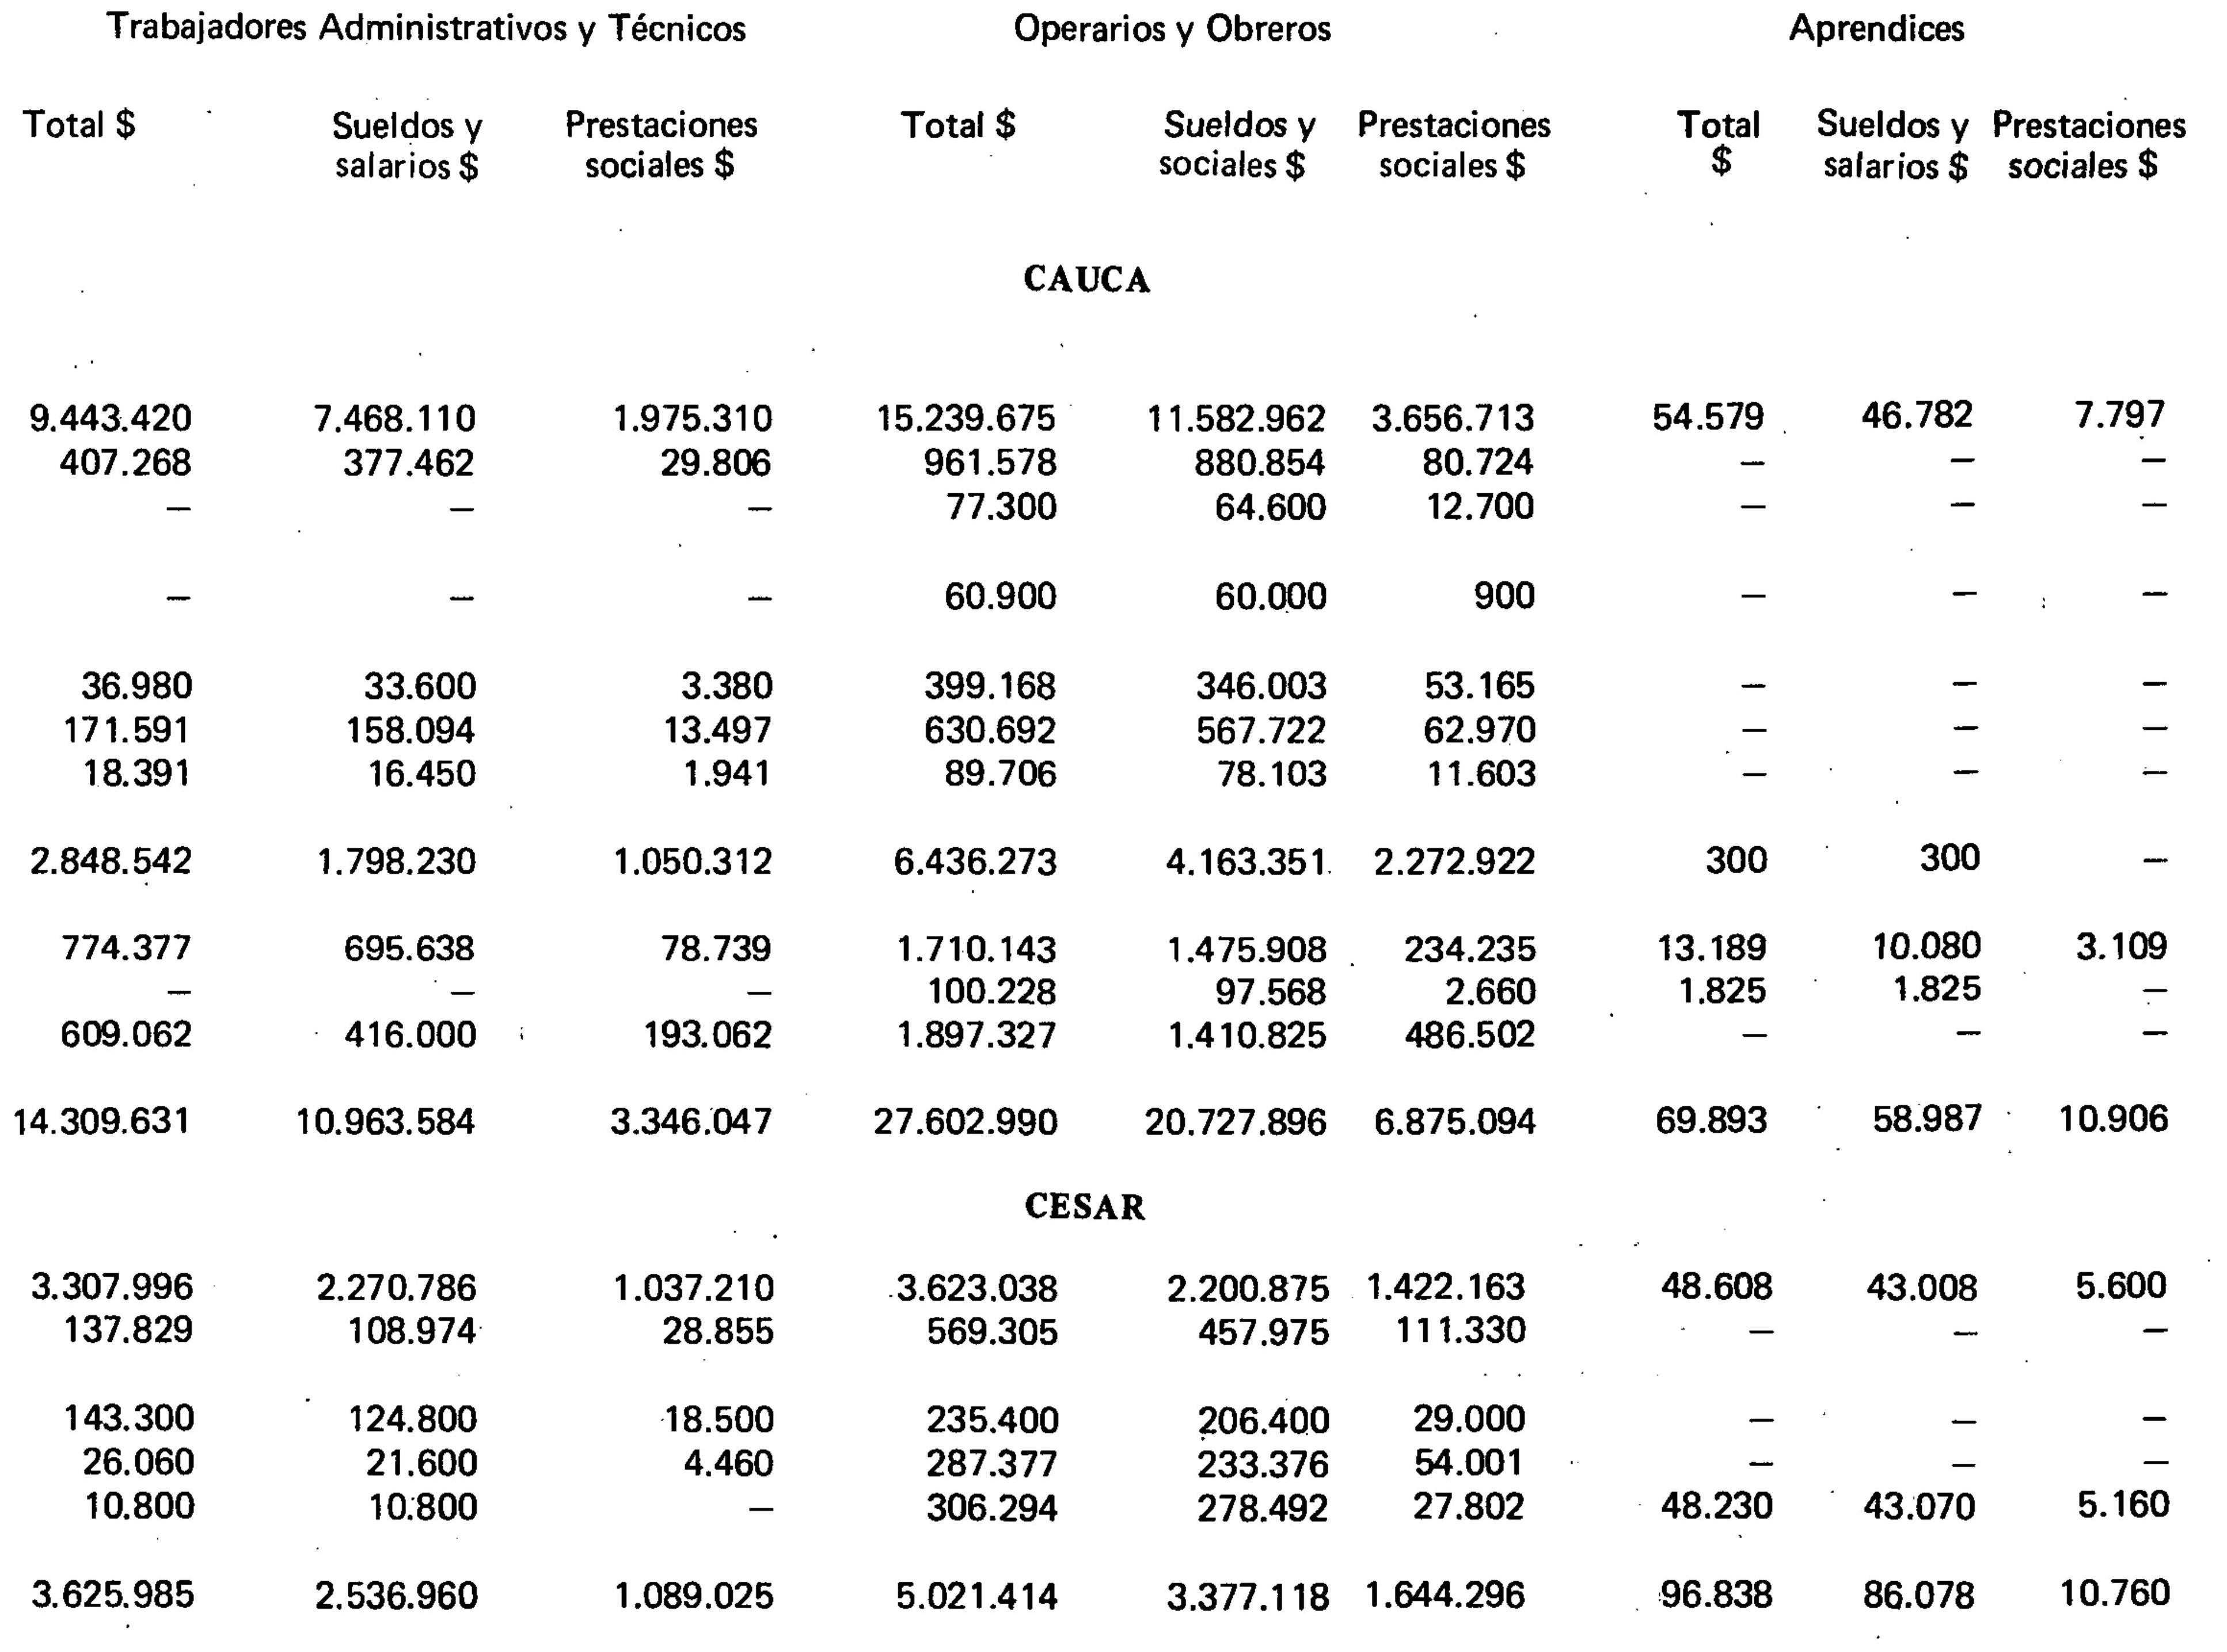 Trabajadores Administrativos y Técnicos Operarios y Obreros Aprendices
Total $ Sueldos y Prestaciones Total $ Sueldos y Prestaciones Total Sueldos y Prestaciones
salarios $ sociales $ sociales $ sociales $ $ salarios $ sociales $
CAUCA
9.443.420 7.468.110 1.975.310 15.239.675 11.582.962 3.656.713 54.579 46.782 7.797
407.268 377.462 29.806 961.578 880.854 80.724 — — —
— — — 77.300 64.600 12.700 — — —
— — — 60.900 60.000 900 — — —
36.980 33.600 3.380 399.168 346.003 53.165 — — —
171.591 158.094 13.497 630.692 567.722 62.970 — — —
18.391 16.450 1.941 89.706 78.103 11.603 — — —
2.848.542 1.798.230 1.050.312 6.436.273 4.163.351 2.272.922 300 300 —
774.377 695.638 78.739 1.710.143 1.475.908 234.235 13.189 10.080 3.109
— — — 100.228 97.568 2.660 1.825 1.825 —
609.062 416.000 193.062 1.897.327 1.410.825 486.502 — — —
14.309.631 10.963.584 3.346.047 27.602.990 20.727.896 6.875.094 69.893 58.987 10.906
CESAR
3.307.996 2.270.786 1.037.210 3.623.038 2.200.875 1.422.163 48.608 43.008 5.600
137.829 108.974 28.855 569.305 457.975 111.330 — — —
143.300 124.800 18.500 235.400 206.400 29.000 — — —
26.060 21.600 4.460 287.377 233.376 54.001 — — —
10.800 10.800 — 306.294 278.492 27.802 48.230 43.070 5.160
3.625.985 2.536.960 1.089.025 5.021.414 3.377.118 1.644.296 96.838 86.078 10.760